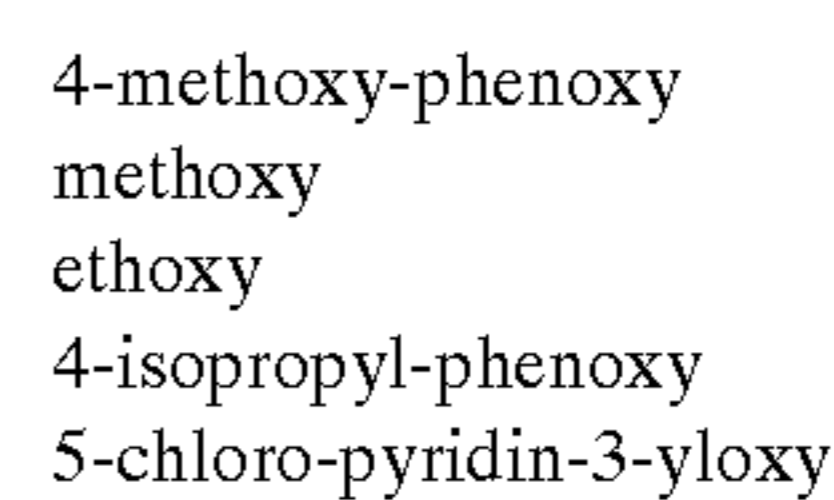 4-methoxy-phenoxy
methoxy
ethoxy
4-isopropyl-phenoxy
5-chloro-pyridin-3-yloxy